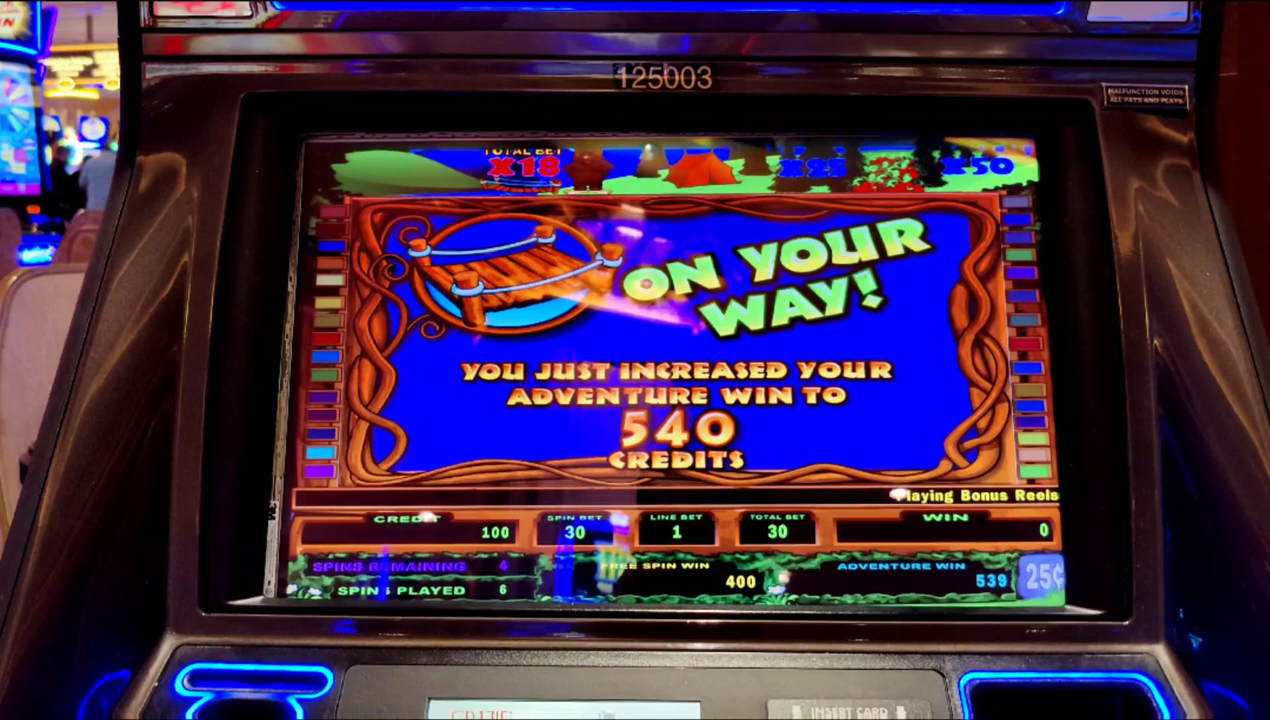 125003
MALFUNCTION VOIDS
ALL PAYS AND PLAYS
TOTAL BET
X18
X25
X50
ON YOUR
WAY!
YOU JUST INCREASED YOUR
ADVENTURE WIN TO
540
CREDITS
Playing Bonus Reels
CREDIT
100
SPIN BET
30
LINE BET
1
TOTAL BET
30
WIN
0
SPINS REMAINING 4
SPINS PLAYED 6
FREE SPIN WIN
400
ADVENTURE WIN
539
25¢
INSERT CARD